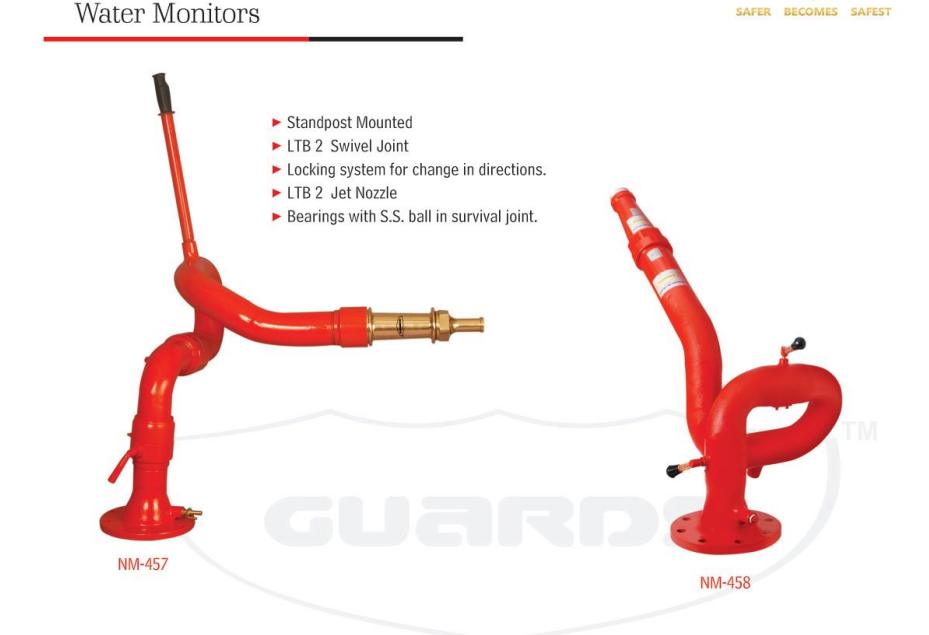 Water Monitors
SAFER BECOMES SAFEST
Standpost Mounted
LTB 2 Swivel Joint
Locking system for change in directions.
LTB 2 Jet Nozzle
Bearings with S.S. ball in survival joint.
TM
GUARDS
NM-457
NM-458